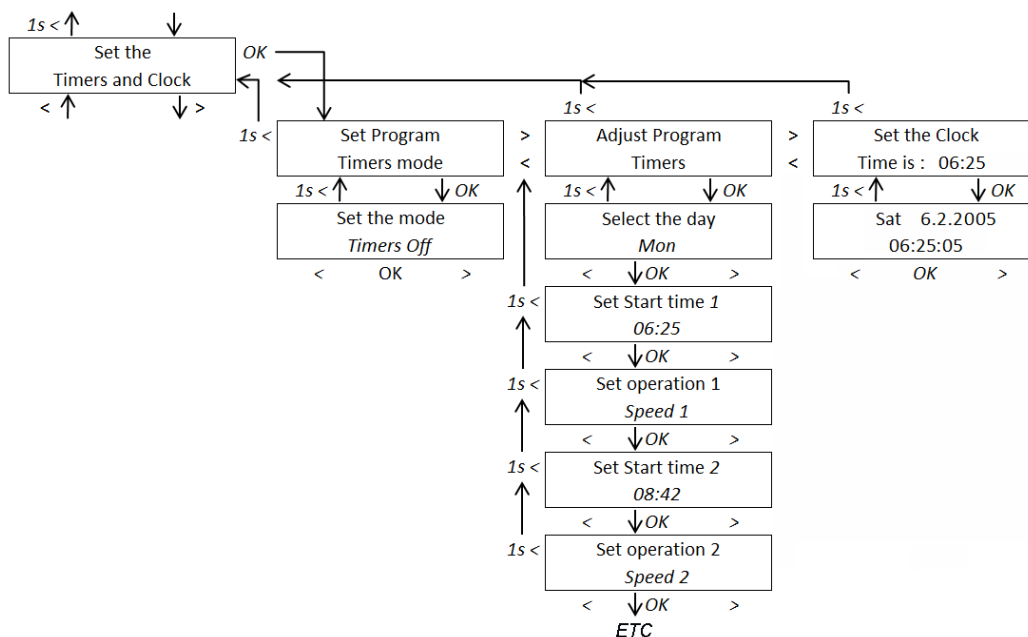 1s <
Set the
Timers and Clock
OK
< >
1s < 1s <
1s < Set Program
Timers mode
>
<
Adjust Program
Timers
>
<
Set the Clock
Time is : 06:25
1s < OK 1s < OK 1s < OK
Set the mode
Timers Off
Select the day
Mon
Sat 6.2.2005
06:25:05
< OK > < OK > < OK >
1s < Set Start time 1
06:25
< OK >
1s < Set operation 1
Speed 1
< OK >
1s < Set Start time 2
08:42
< OK >
1s < Set operation 2
Speed 2
< OK >
ETC